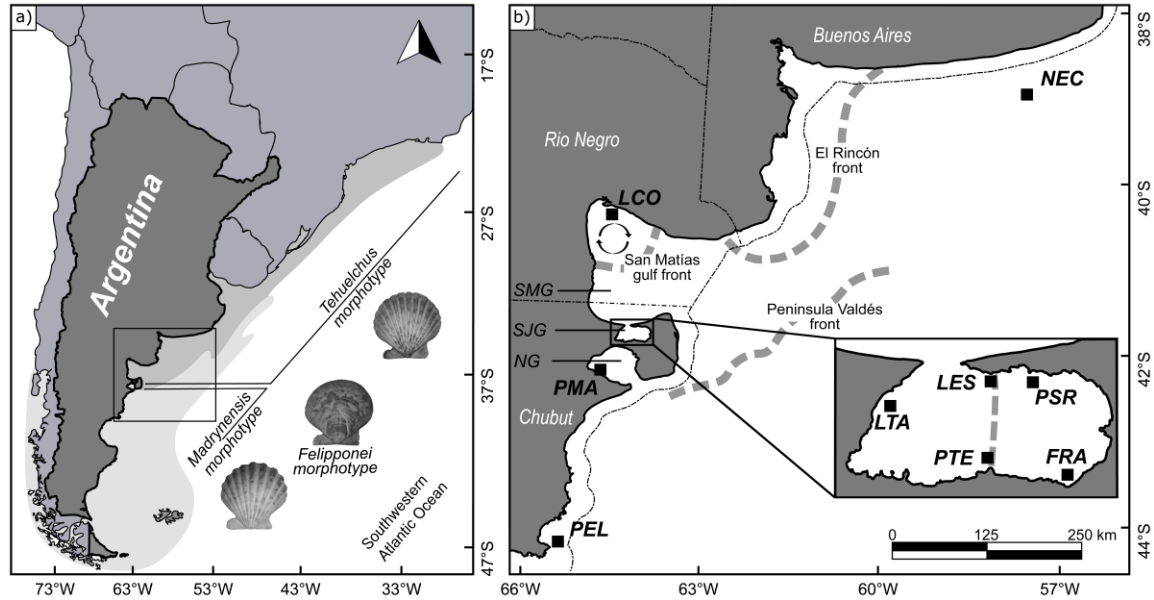 a)
Argentina
Tehuelchus
morphotype
Madrynensis
morphotype
Felipponei
morphotype
Southwestern
Atlantic Ocean
17°S
27°S
37°S
47°S
73°W
63°W
53°W
43°W
33°W
b)
Buenos Aires
NEC
Rio Negro
El Rincón
front
LCO
San Matías
gulf front
SMG
Peninsula Valdés
front
SJG
NG
PMA
Chubut
LES
PSR
LTA
PTE
FRA
PEL
0
125
250 km
38°S
40°S
42°S
44°S
66°W
63°W
60°W
57°W